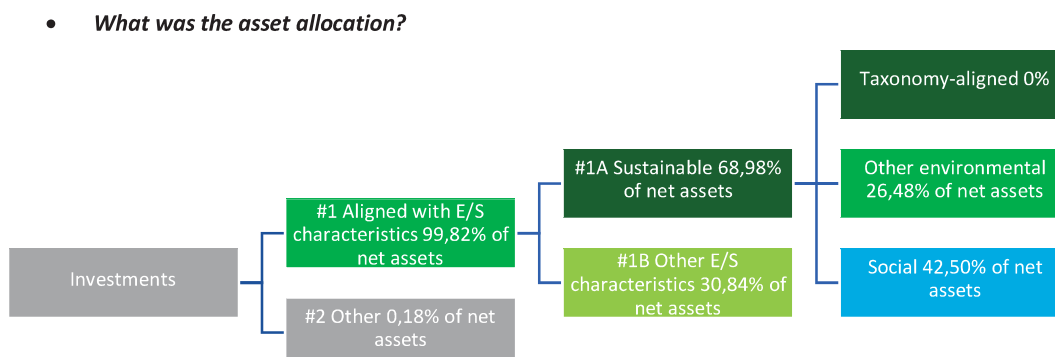 • What was the asset allocation?
Taxonomy-aligned 0%
#1A Sustainable 68,98%
of net assets
Other environmental
26,48% of net assets
#1 Aligned with E/S
characteristics 99,82% of
net assets
Investments
#1B Other E/S
characteristics 30,84% of
net assets
Social 42,50% of net
assets
#2 Other 0,18% of net
assets